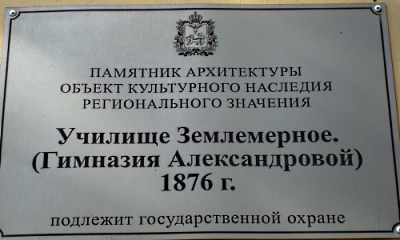 ПАМЯТНИК АРХИТЕКТУРЫ
ОБЪЕКТ КУЛЬТУРНОГО НАСЛЕДИЯ
РЕГИОНАЛЬНОГО ЗНАЧЕНИЯ
Училище Землемерное.
(Гимназия Александровой)
1876 г.
подлежит государственной охране